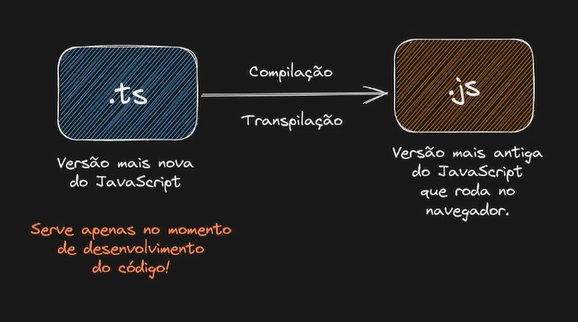 .ts
Compilação
Transpilação
.js
Versão mais nova
do JavaScript
Versão mais antiga
do JavaScript
que roda no
navegador.
Serve apenas no momento
de desenvolvimento
do código!